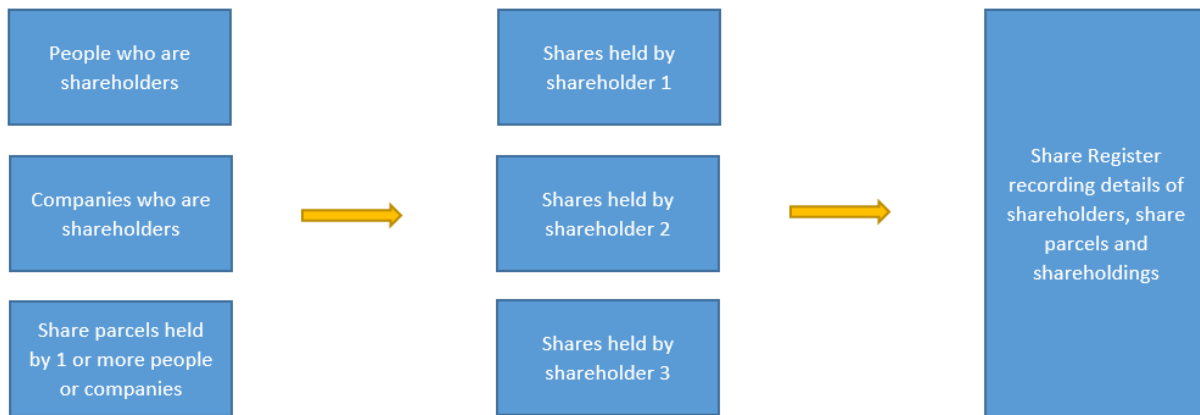 People who are
shareholders
Companies who are
shareholders
Share parcels held
by 1 or more people
or companies
Shares held by
shareholder 1
Shares held by
shareholder 2
Shares held by
shareholder 3
Share Register
recording details of
shareholders, share
parcels and
shareholdings